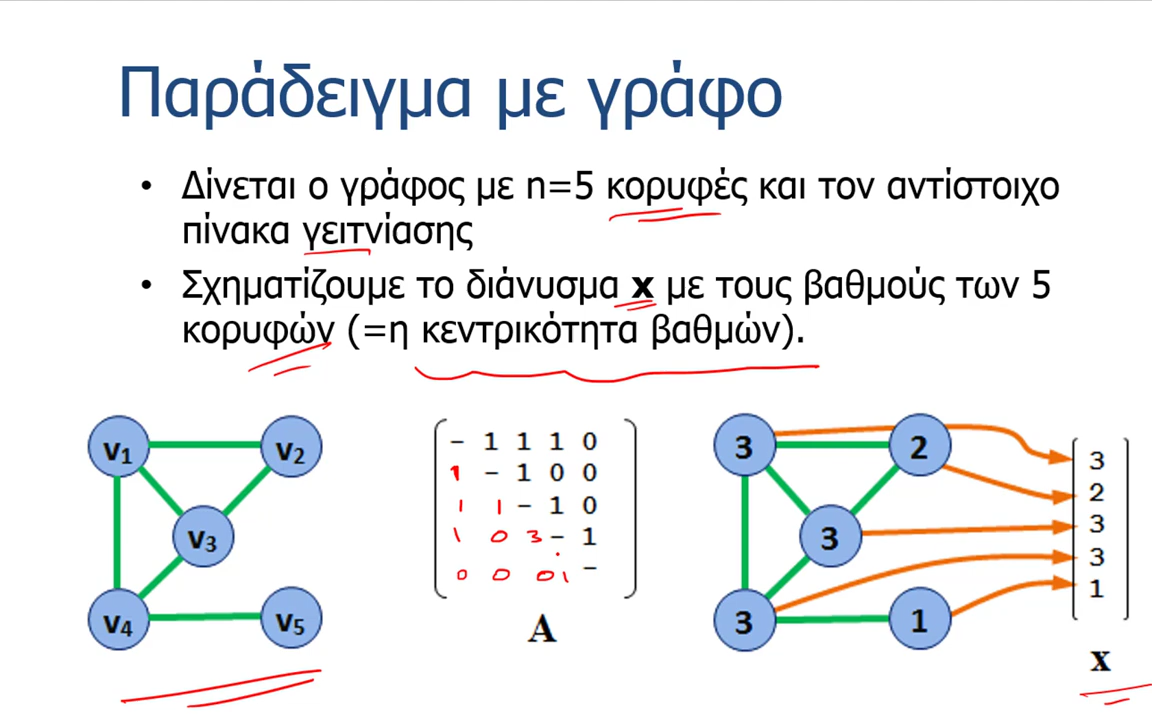 Παράδειγμα με γράφο
• Δίνεται ο γράφος με n=5 κορυφές και τον αντίστοιχο
πίνακα γειτνίασης
• Σχηματίζουμε το διάνυσμα x με τους βαθμούς των 5
κορυφών (=η κεντρικότητα βαθμών).
v1 v2
v3
v4 v5
- 1 1 1 0
1 - 1 0 0
1 1 - 1 0
1 0 3 - 1
0 0 0 1 -
A
3 2
3
3 1
3
2
3
3
1
x